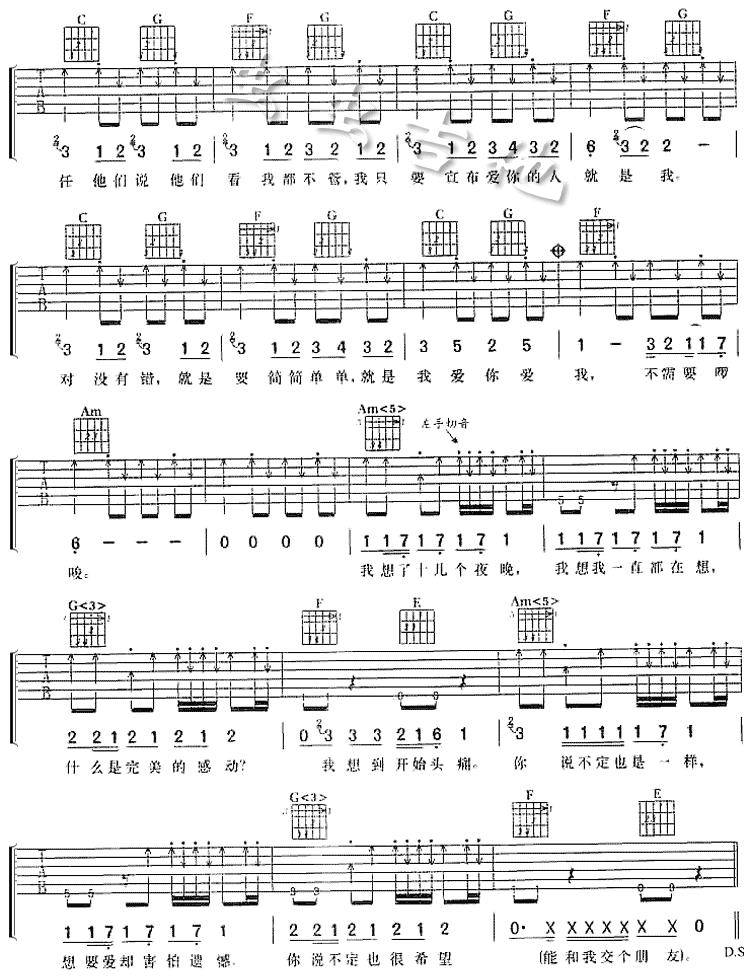 C G F G C G F G
2/3 1 2 2/3 1 2 2/3 1 2 3 2 1 2 2/3 1 2 3 4 3 2 6 2/3 2 2 -
任 他们说 他们 看 我都不管,我只 要 宣布爱你的人 就 是 我。
C G F G C G F
2/3 1 2 2/3 1 2 2/3 1 2 3 4 3 2 3 5 2 5 1 - 3 2 1 1 7
对 没有错,就是 要 简简单单,就是 我 爱 你 爱 我, 不需要啰
Am Am<5> 左手切音
6 - - - 0 0 0 0 1 1 7 1 7 1 7 1 1 1 7 1 7 1 7 1
唆。 我想了十几个夜晚, 我想我一直都在想,
G<3> F E Am<5>
2 2 1 2 1 2 1 2 0 2/3 3 3 2 1 6 1 2/3 1 1 1 1 1 7 1
什么是完美的感动? 我想到开始头痛。 你 说不定也是一样,
G<3> F E
1 1 7 1 7 1 7 1 2 2 1 2 1 2 1 2 0· X X X X X X 0
想要爱却害怕遗憾. 你说不定也很希望 (能和我交个朋友)。 D.S